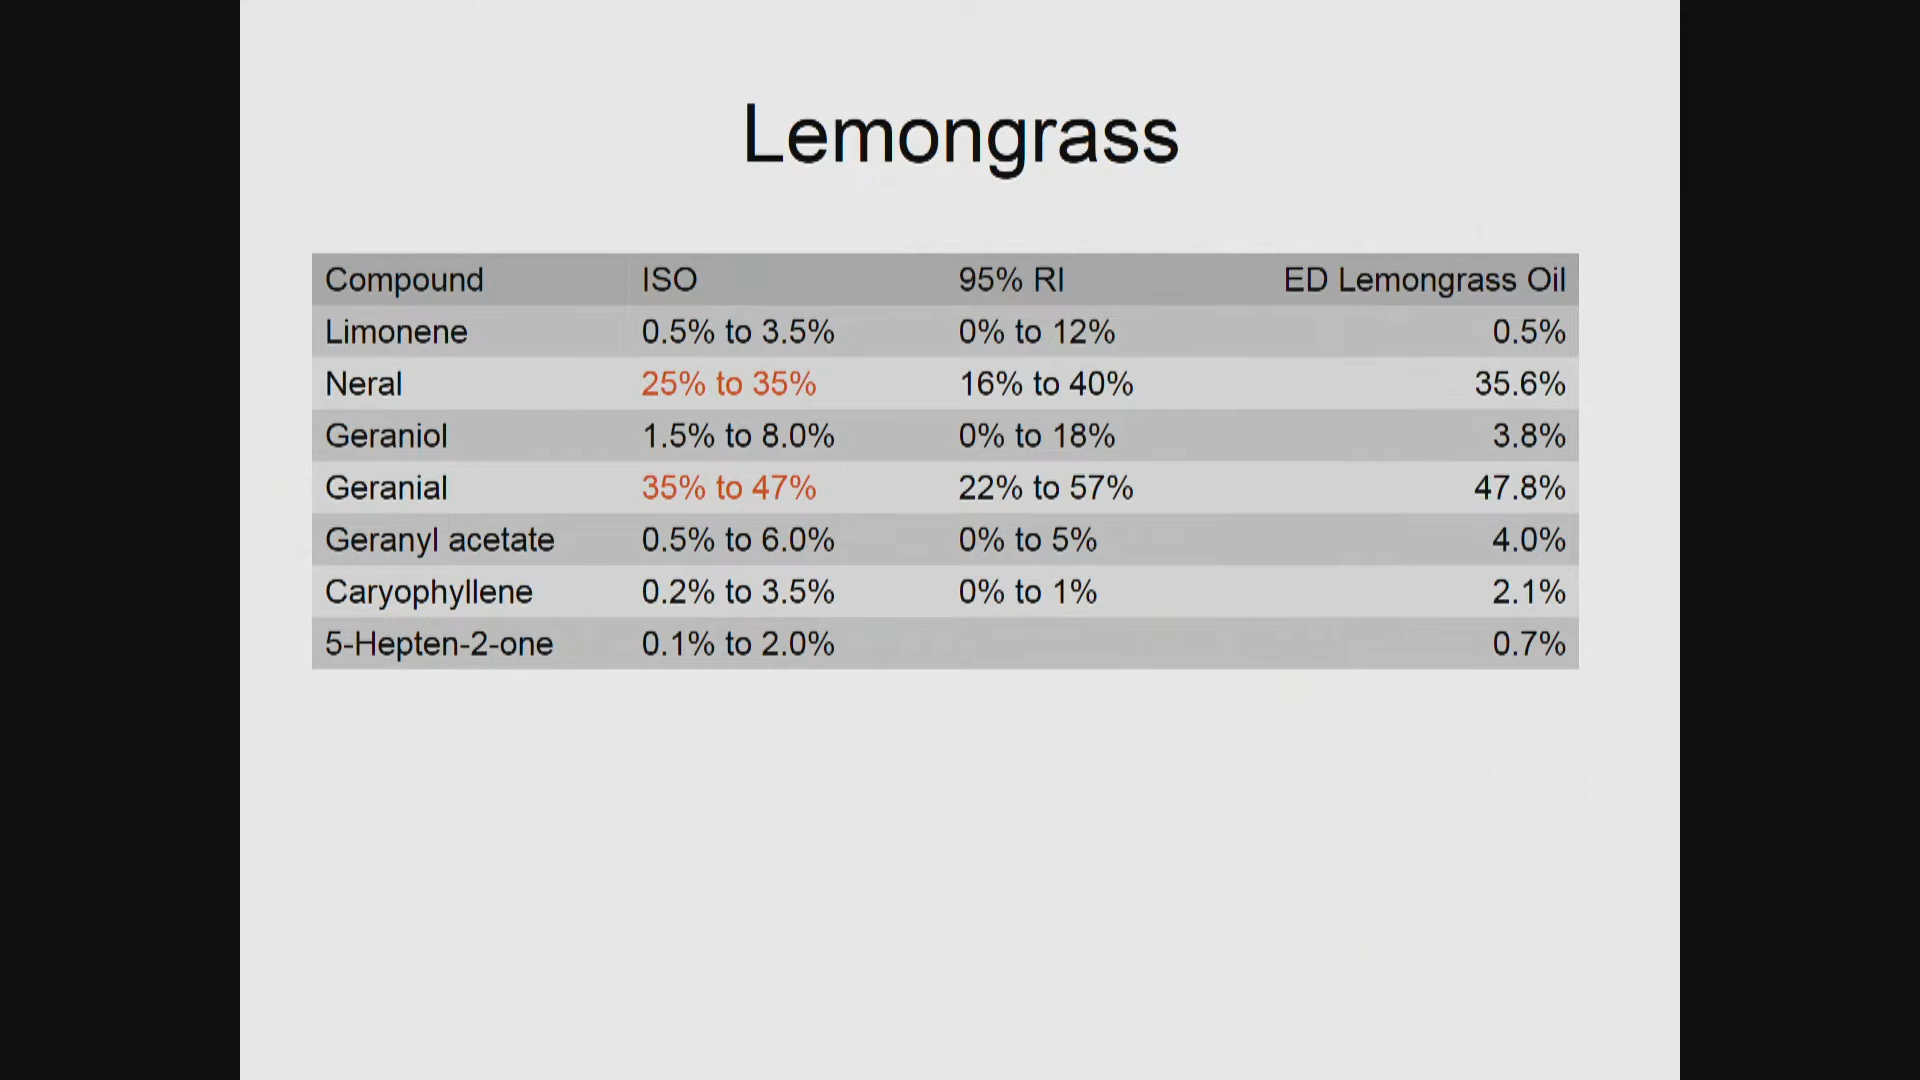 Lemongrass
Compound ISO 95% RI ED Lemongrass Oil
Limonene 0.5% to 3.5% 0% to 12% 0.5%
Neral 25% to 35% 16% to 40% 35.6%
Geraniol 1.5% to 8.0% 0% to 18% 3.8%
Geranial 35% to 47% 22% to 57% 47.8%
Geranyl acetate 0.5% to 6.0% 0% to 5% 4.0%
Caryophyllene 0.2% to 3.5% 0% to 1% 2.1%
5-Hepten-2-one 0.1% to 2.0% 0.7%